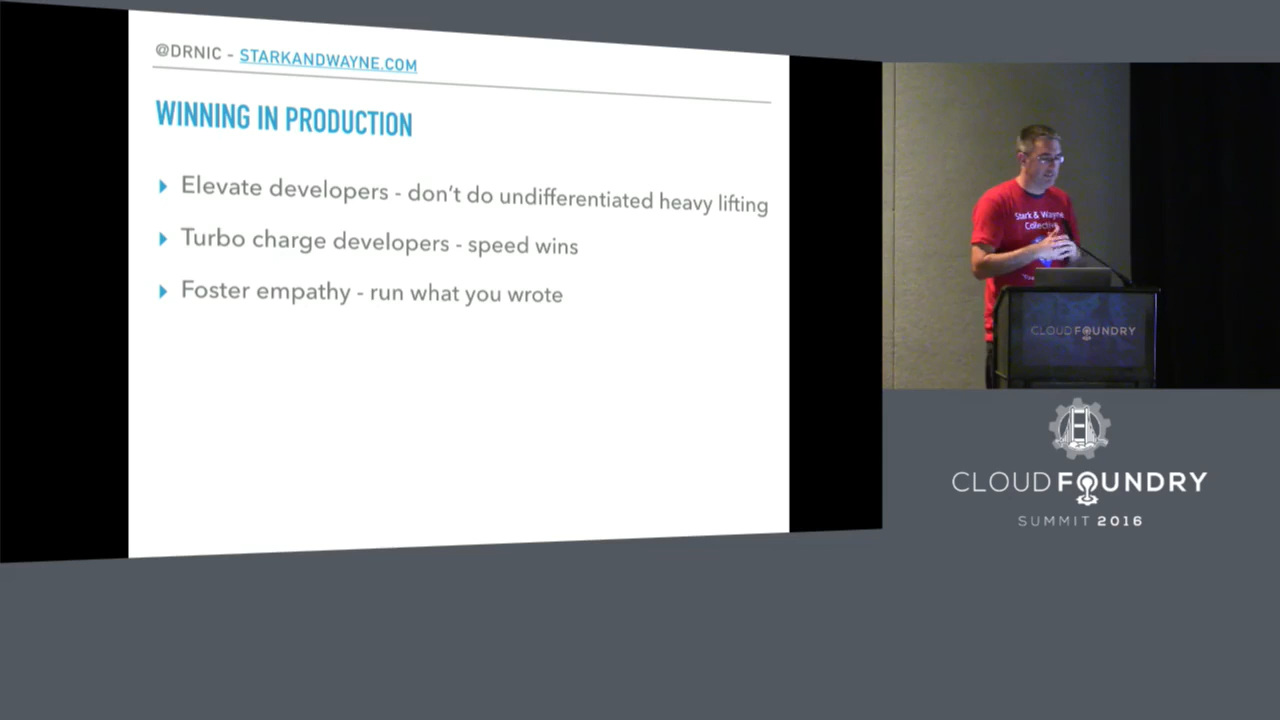 @DRNIC - STARKANDWAYNE.COM
WINNING IN PRODUCTION
Elevate developers - don't do undifferentiated heavy lifting
Turbo charge developers - speed wins
Foster empathy - run what you wrote
Stark & Wayne
CLOUD FOUNDRY
CLOUD FOUNDRY
SUMMIT 2016